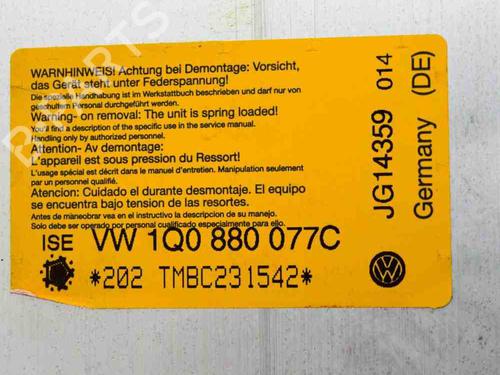 WARNHINWEIS! Achtung bei Demontage: Vorsicht,
das Gerät steht unter Federspannung!
Die spezielle Handhabung ist im Werkstattbuch beschrieben und darf nur von
geschultem Personal durchgeführt werden.
Warning- on removal: The unit is spring loaded!
You'll find a description of the specific use in the service manual.
Handling only by authorized personnel.
Attention- Av demontage:
L'appareil est sous pression du Ressort!
L'usage spécial est décrit dans le manuel d'entretien. Manipulation seulement
par un personnel qualifié.
Atencion: Cuidado el durante desmontaje. El equipo
se encuentra bajo tension de las resortes.
Antes de maneobrar vea en el instructivo la descripcion de su manejo.
Solo debe ser operado por personal cualificado especialmente para ello.
ISE VW 1Q0 880 077C
*202 TMBC231542*
JG14359 014
Germany (DE)